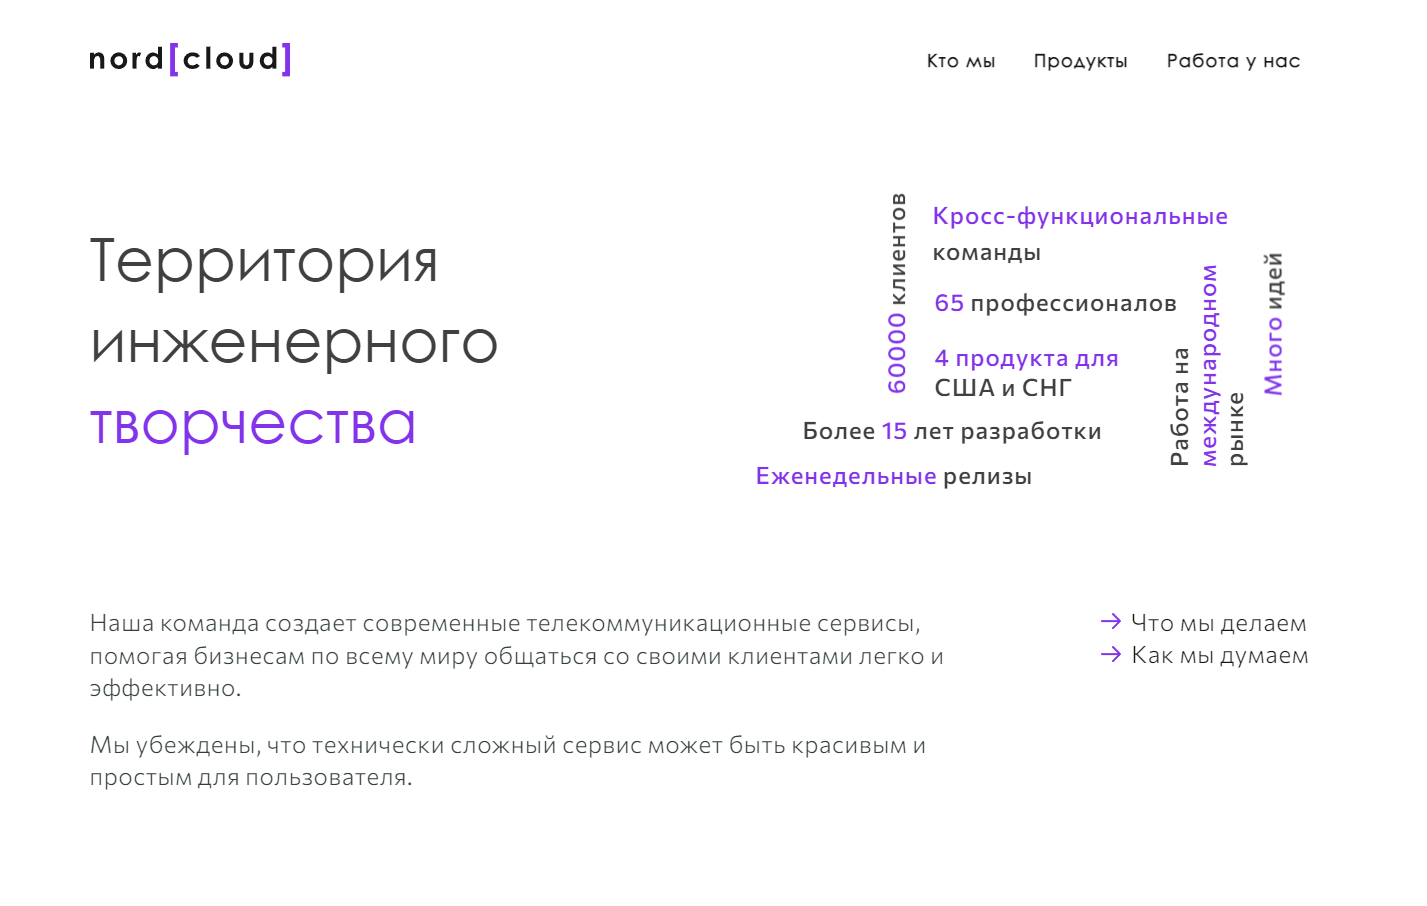 nord[cloud]
Кто мы
Продукты
Работа у нас
Территория
инженерного
творчества
60000 клиентов
Кросс-функциональные
команды
65 профессионалов
4 продукта для
США и СНГ
Более 15 лет разработки
Еженедельные релизы
Работа на
международном
рынке
Много идей
Наша команда создает современные телекоммуникационные сервисы,
помогая бизнесам по всему миру общаться со своими клиентами легко и
эффективно.
Мы убеждены, что технически сложный сервис может быть красивым и
простым для пользователя.
→ Что мы делаем
→ Как мы думаем